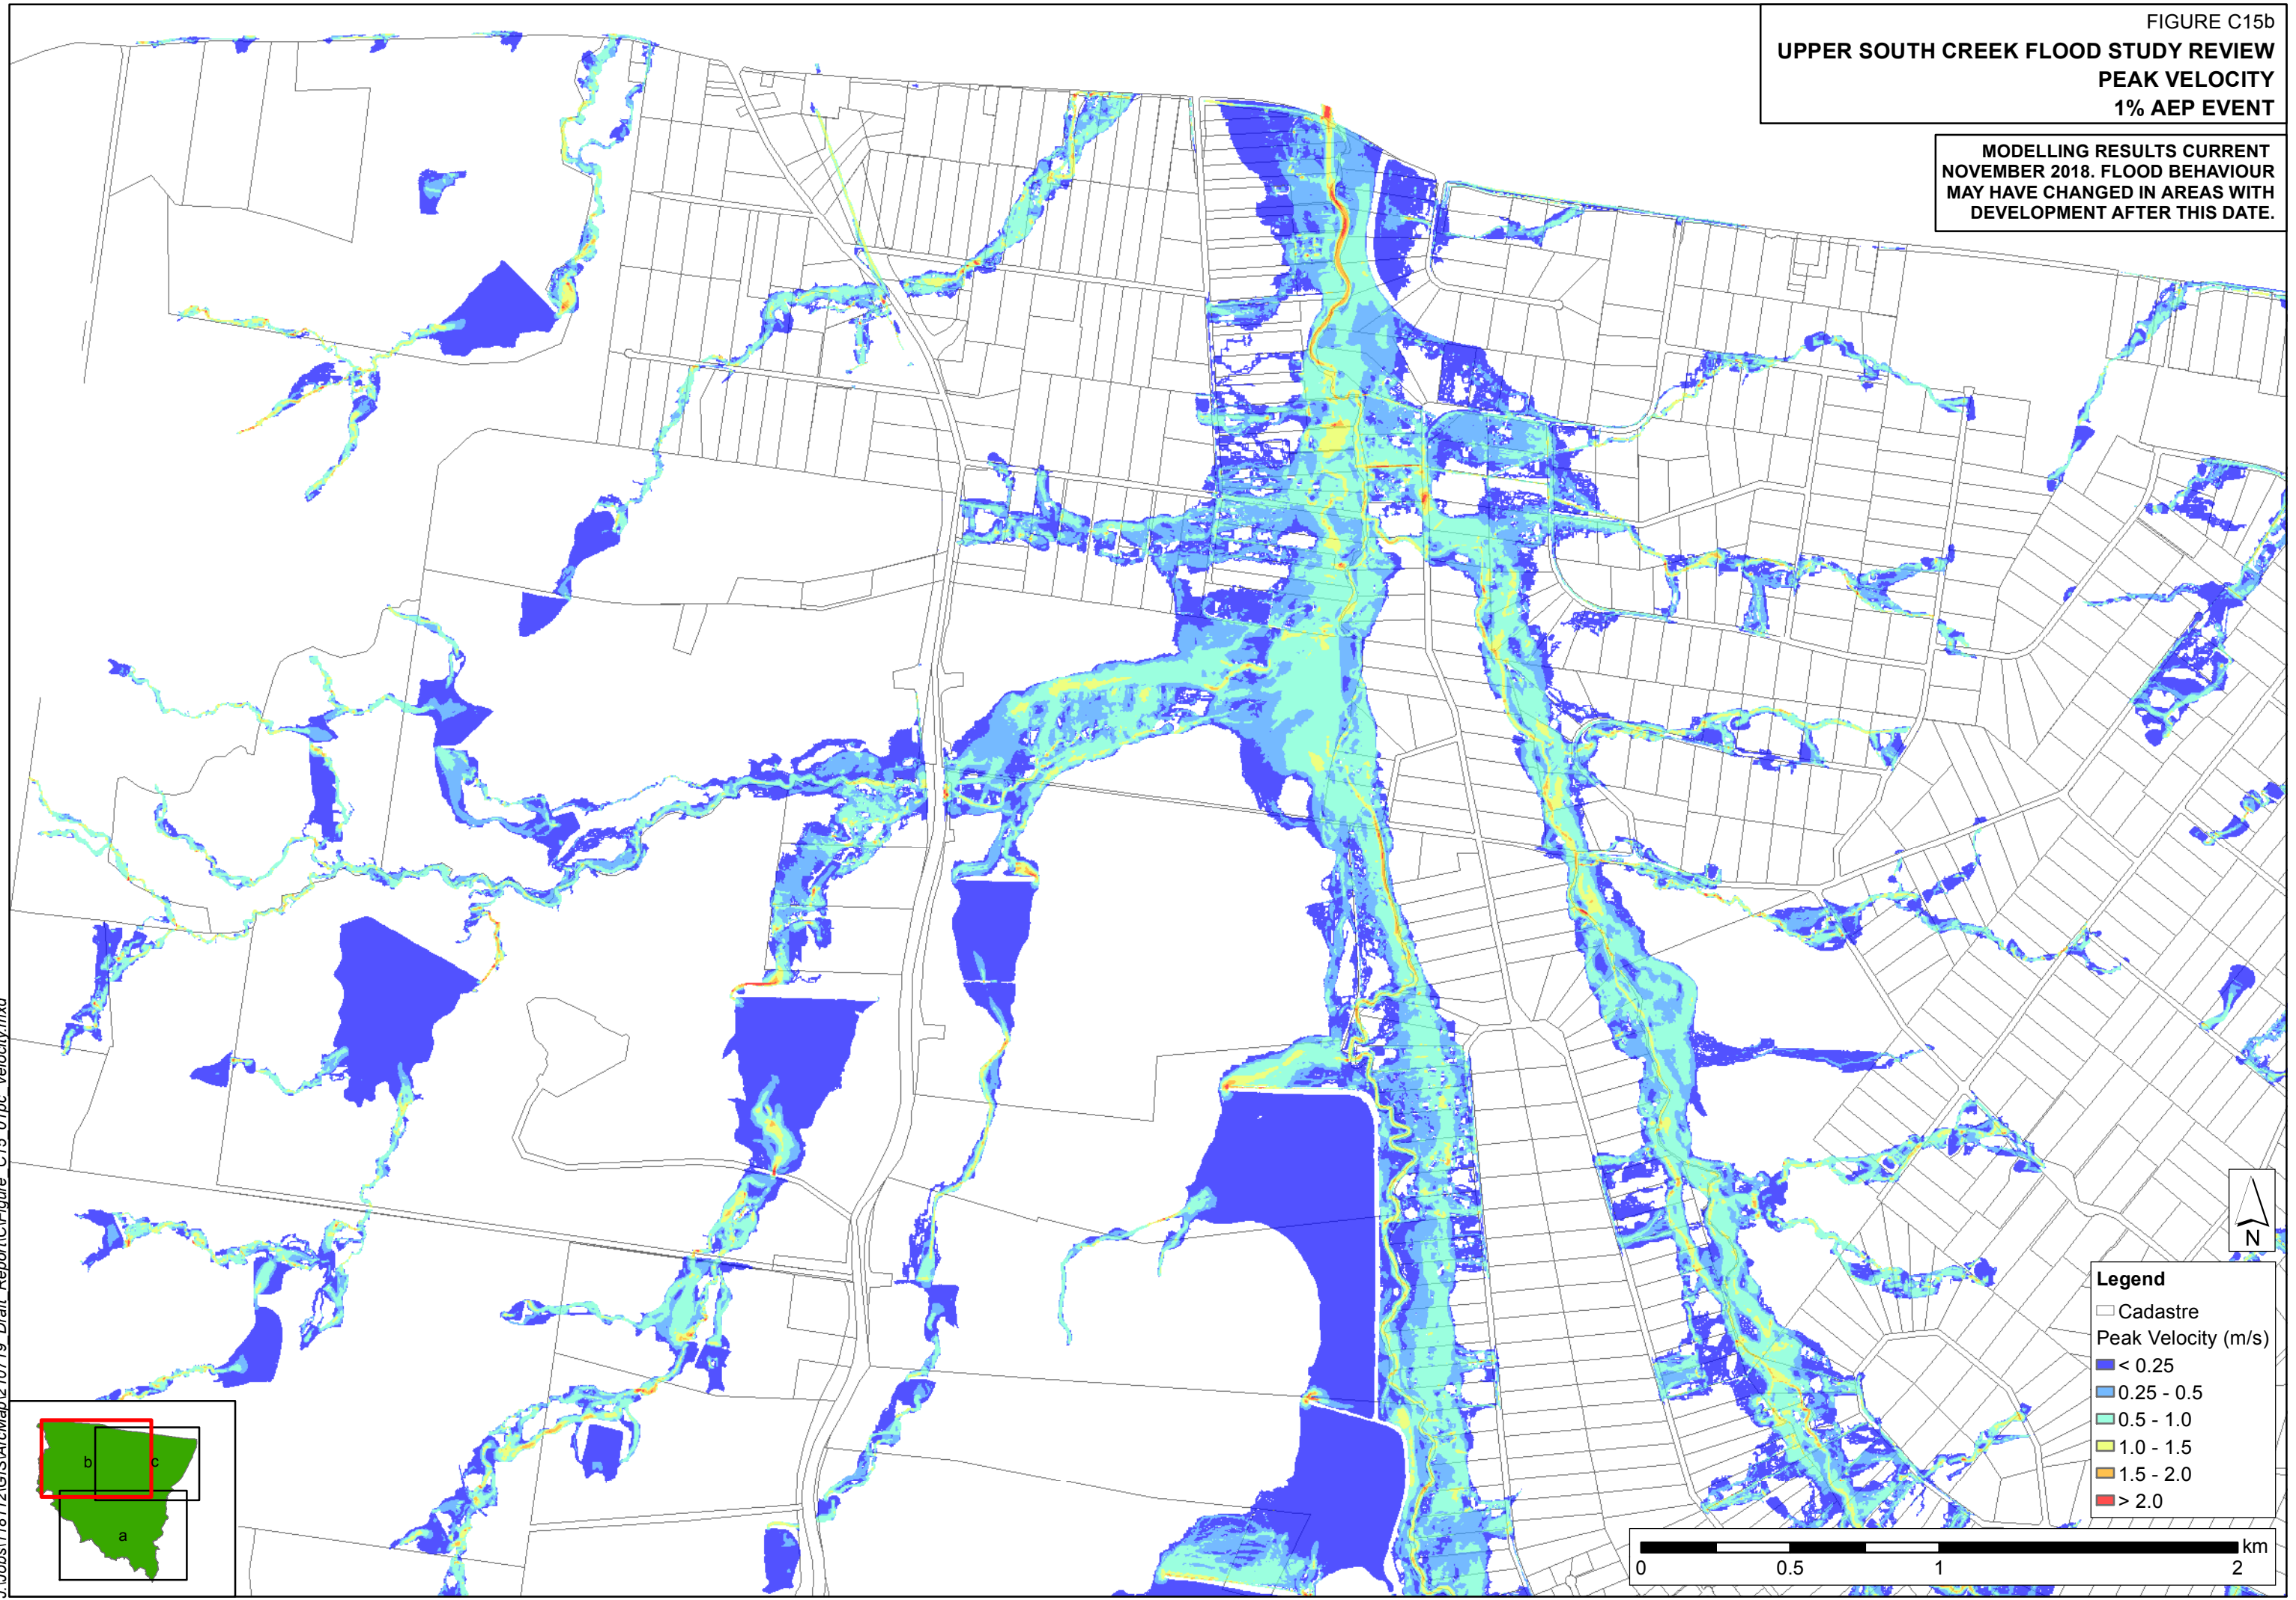 FIGURE C15b
UPPER SOUTH CREEK FLOOD STUDY REVIEW
PEAK VELOCITY
1% AEP EVENT
MODELLING RESULTS CURRENT
NOVEMBER 2018. FLOOD BEHAVIOUR
MAY HAVE CHANGED IN AREAS WITH
DEVELOPMENT AFTER THIS DATE.
N
Legend
Cadastre
Peak Velocity (m/s)
< 0.25
0.25 - 0.5
0.5 - 1.0
1.0 - 1.5
1.5 - 2.0
> 2.0
km
0 0.5 1 2
b c
a